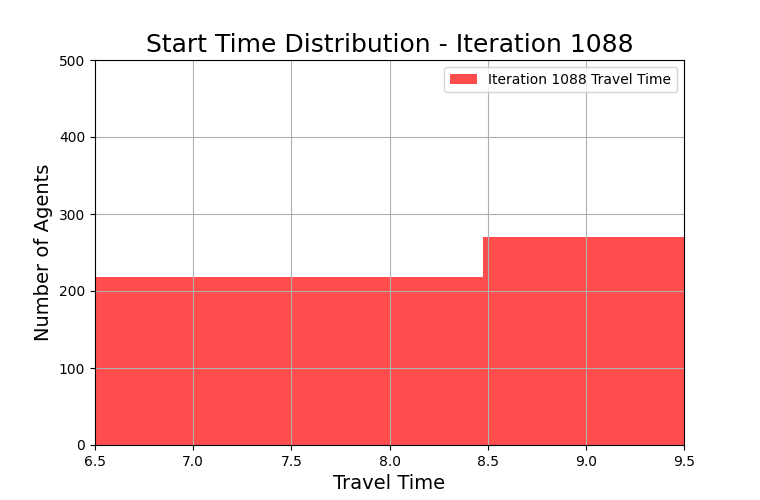 Start Time Distribution - Iteration 1088
Iteration 1088 Travel Time
Number of Agents
500
400
300
200
100
0
6.5 7.0 7.5 8.0 8.5 9.0 9.5
Travel Time